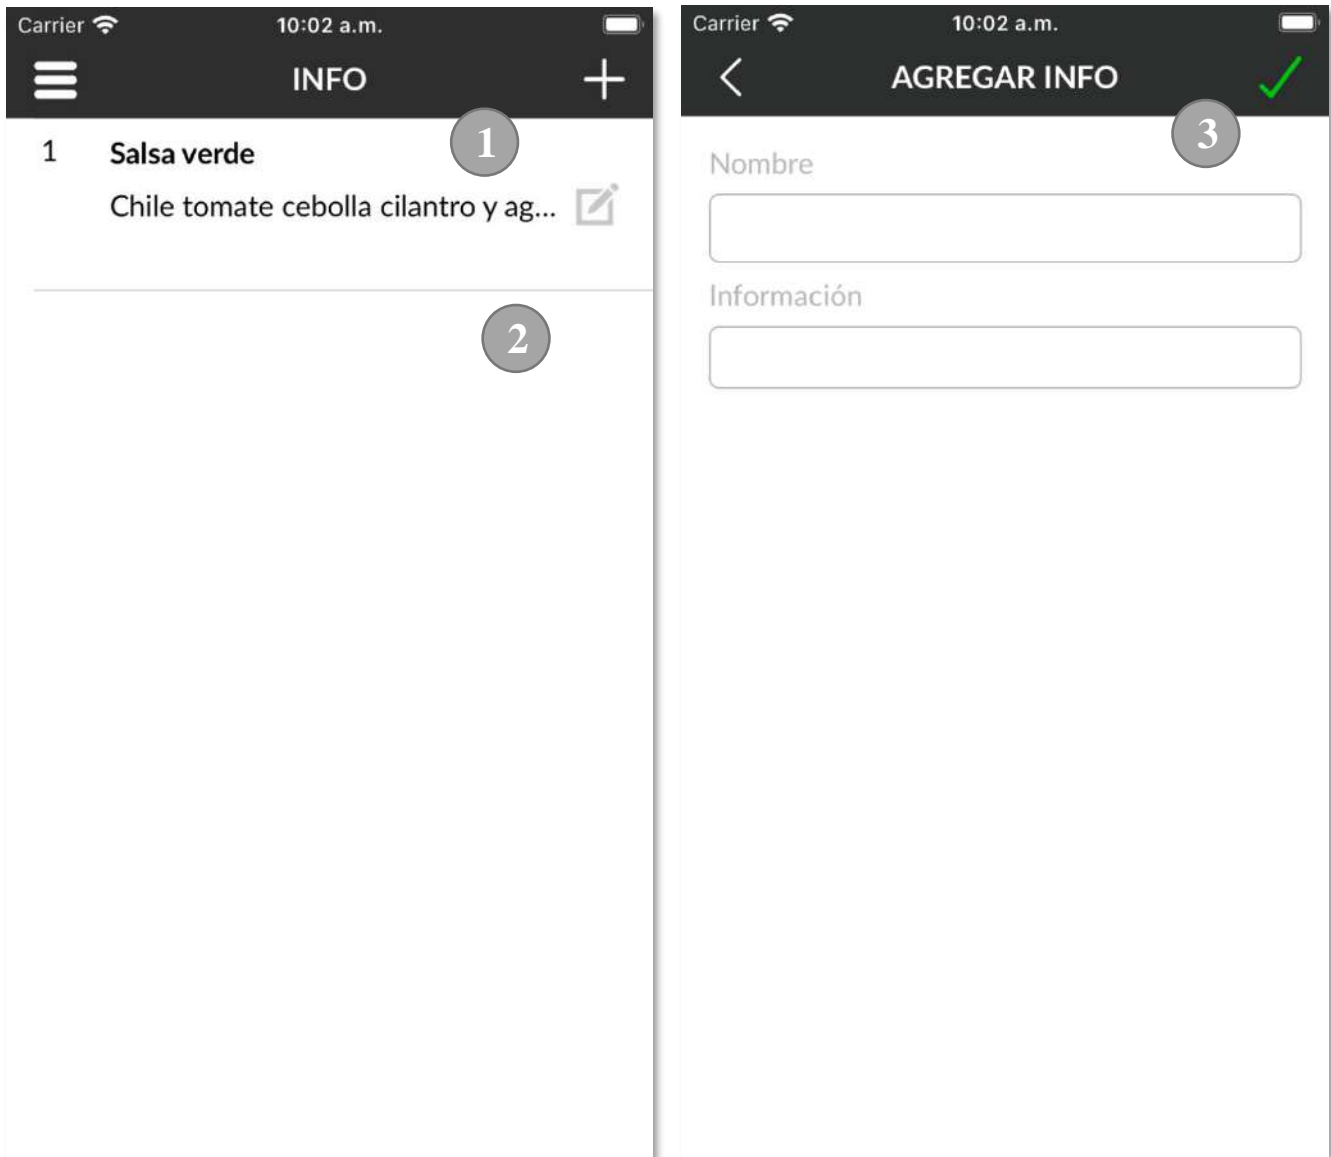 Carrier 10:02 a.m.
INFO
1
1 Salsa verde
Chile tomate cebolla cilantro y ag...
2
Carrier 10:02 a.m.
AGREGAR INFO
3
Nombre
Información